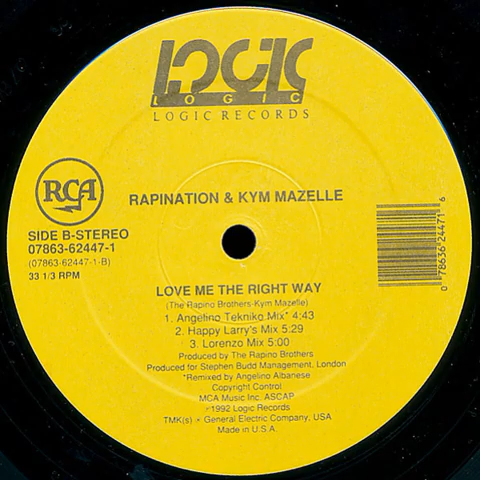 LOGIC
LOGIC
LOGIC RECORDS
RCA
RAPINATION & KYM MAZELLE
SIDE B-STEREO
07863-62447-1
(07863-62447-1-B)
33 1/3 RPM
0 78636 24471 6
LOVE ME THE RIGHT WAY
(The Rapino Brothers-Kym Mazelle)
1. Angelino Tekniko Mix* 4:43
2. Happy Larry's Mix 5:29
3. Lorenzo Mix 5:00
Produced by The Rapino Brothers
Produced for Stephen Budd Management, London
*Remixed by Angelino Albanese
Copyright Control
MCA Music Inc. ASCAP
℗1992 Logic Records
TMK(s) ® General Electric Company, USA
Made in U.S.A.